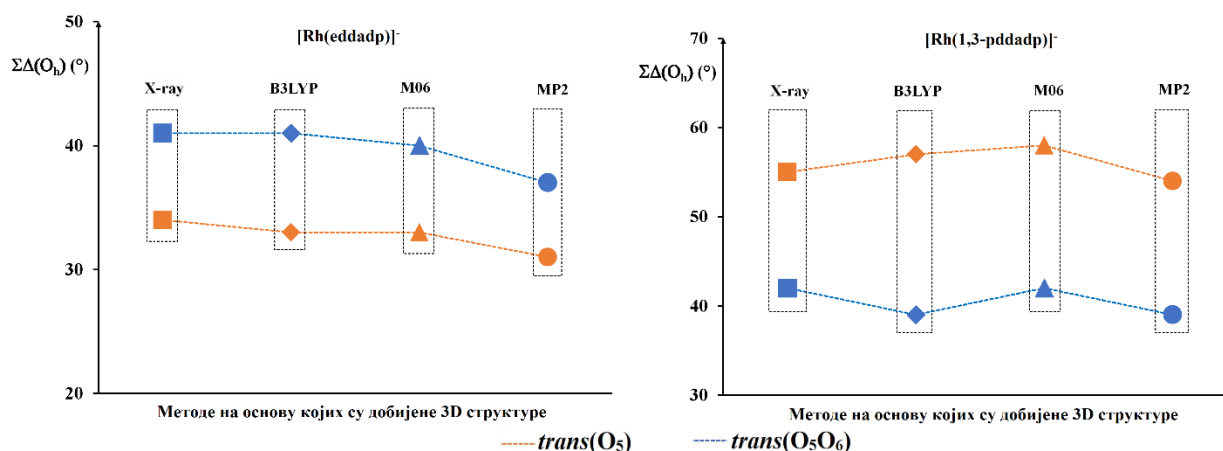 50
[Rh(eddadp)]⁻
ΣΔ(Oₕ) (°)
X-ray
B3LYP
M06
MP2
40
30
20
Методе на основу којих су добијене 3D структуре
70
[Rh(1,3-pddadp)]⁻
ΣΔ(Oₕ) (°)
X-ray
B3LYP
M06
MP2
60
50
40
30
Методе на основу којих су добијене 3D структуре
trans(O₅)
trans(O₅O₆)